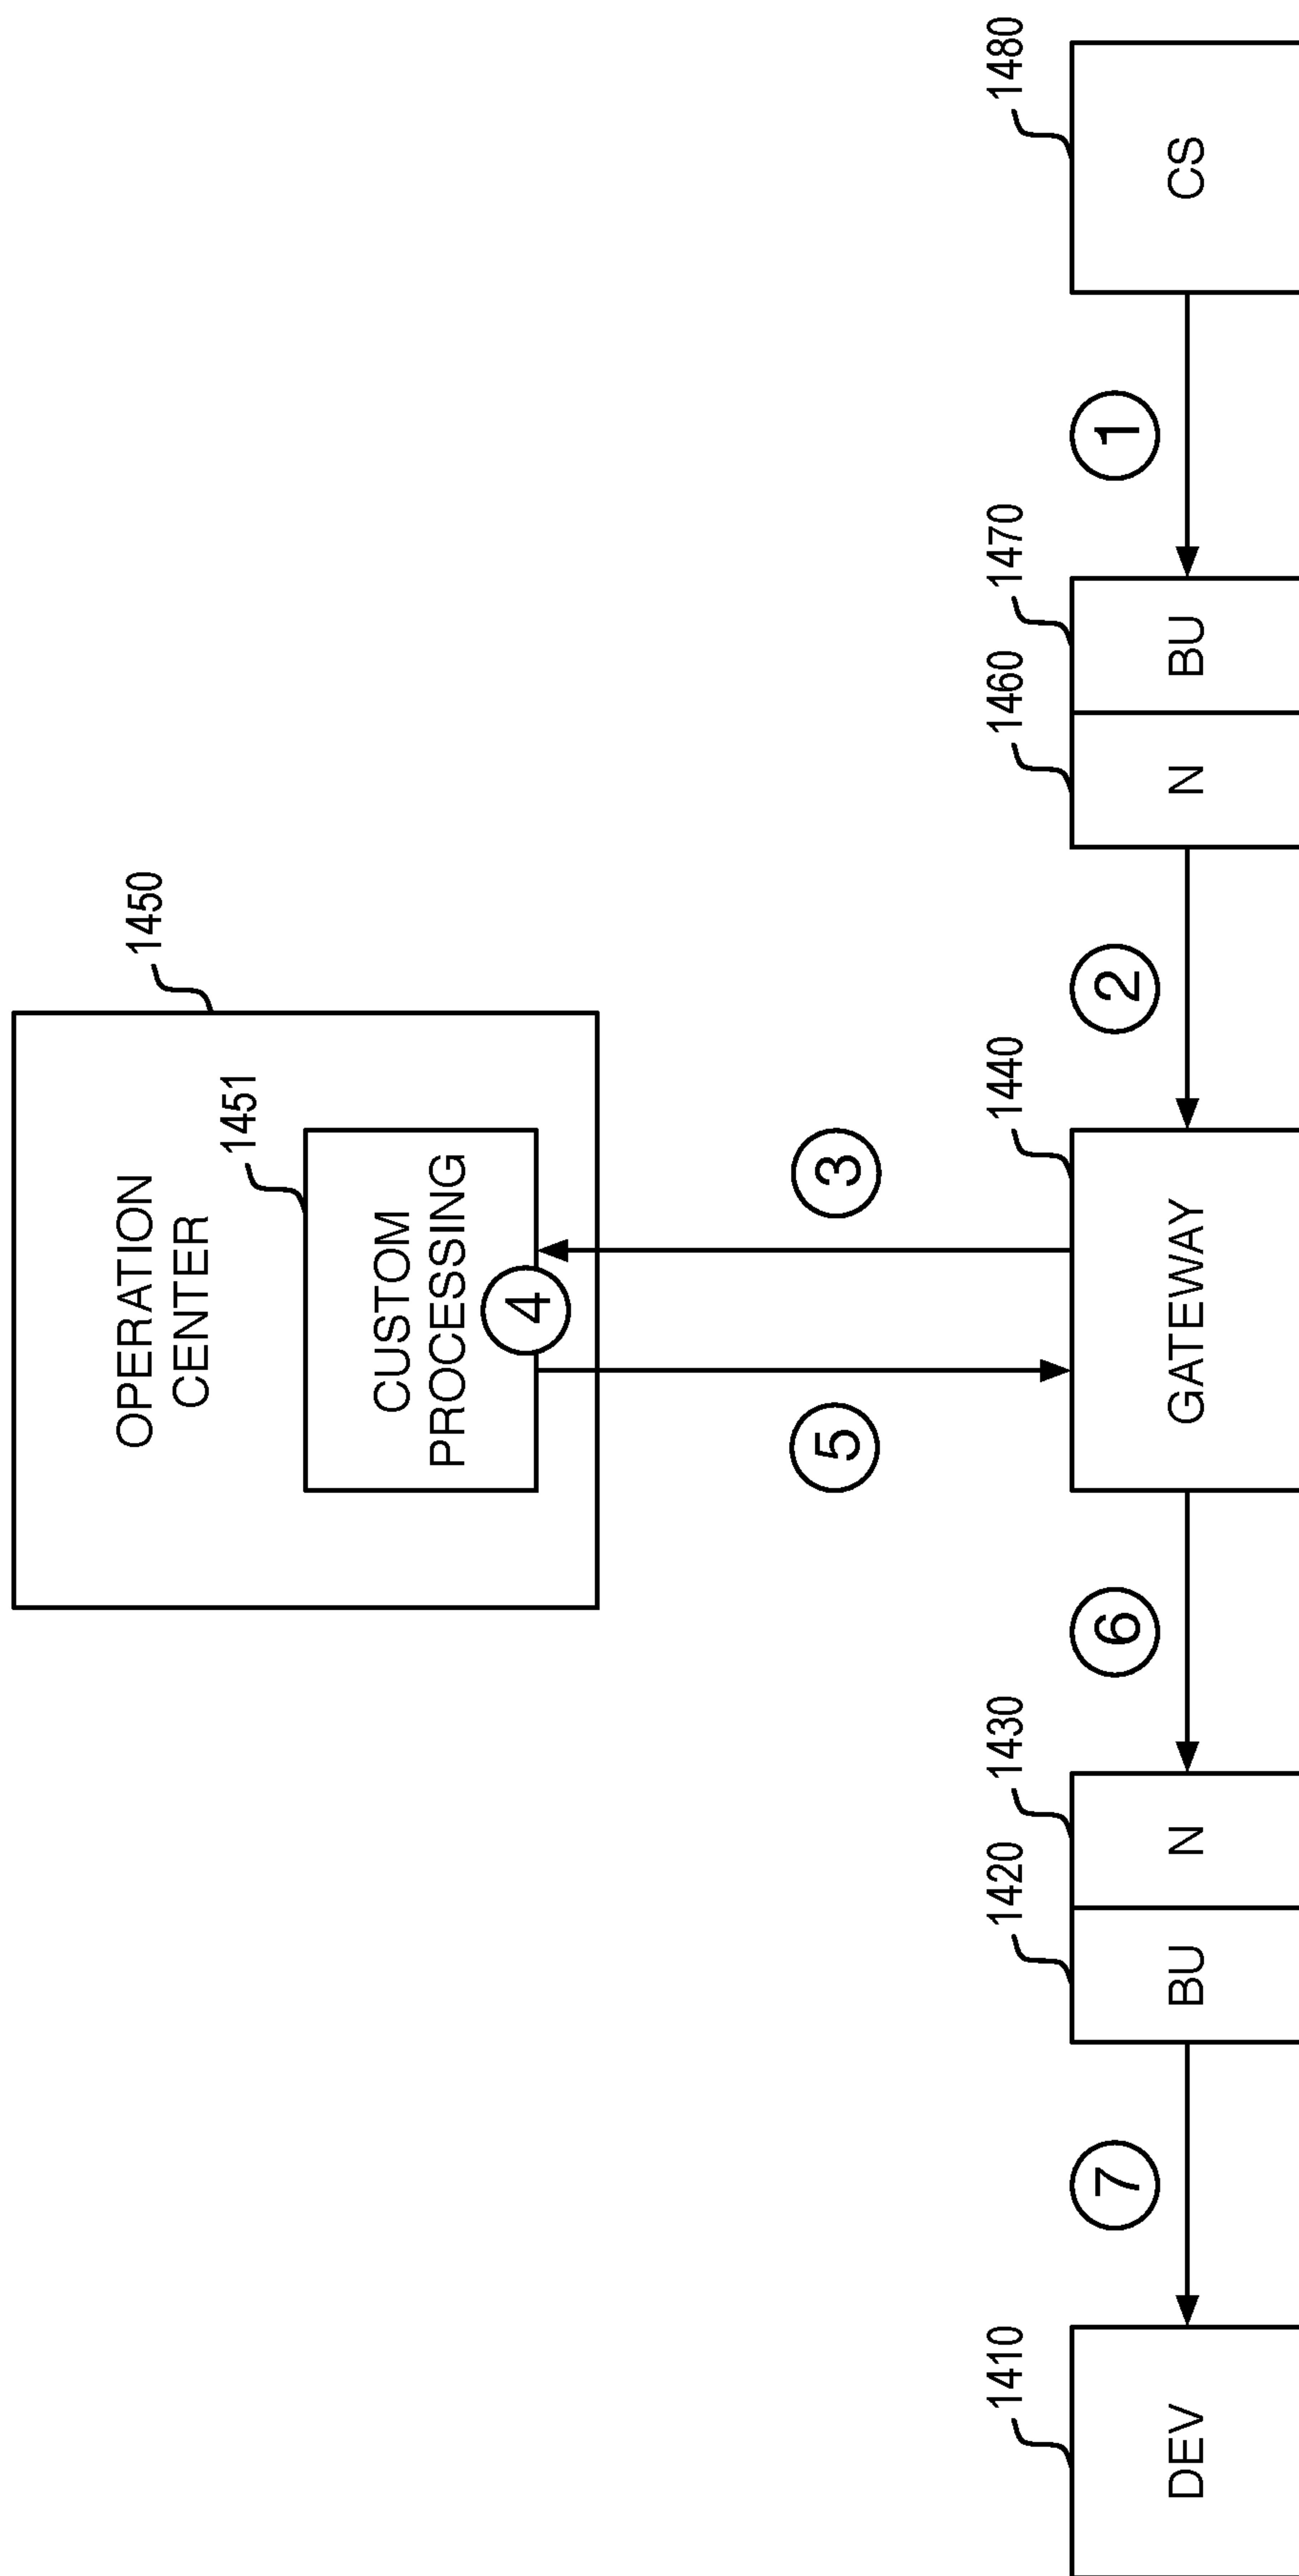 1450
OPERATION
CENTER
1451
CUSTOM
PROCESSING
4
5
3
1410
1420
1430
1440
1460
1470
1480
7
6
2
1
DEV
BU
N
GATEWAY
N
BU
CS